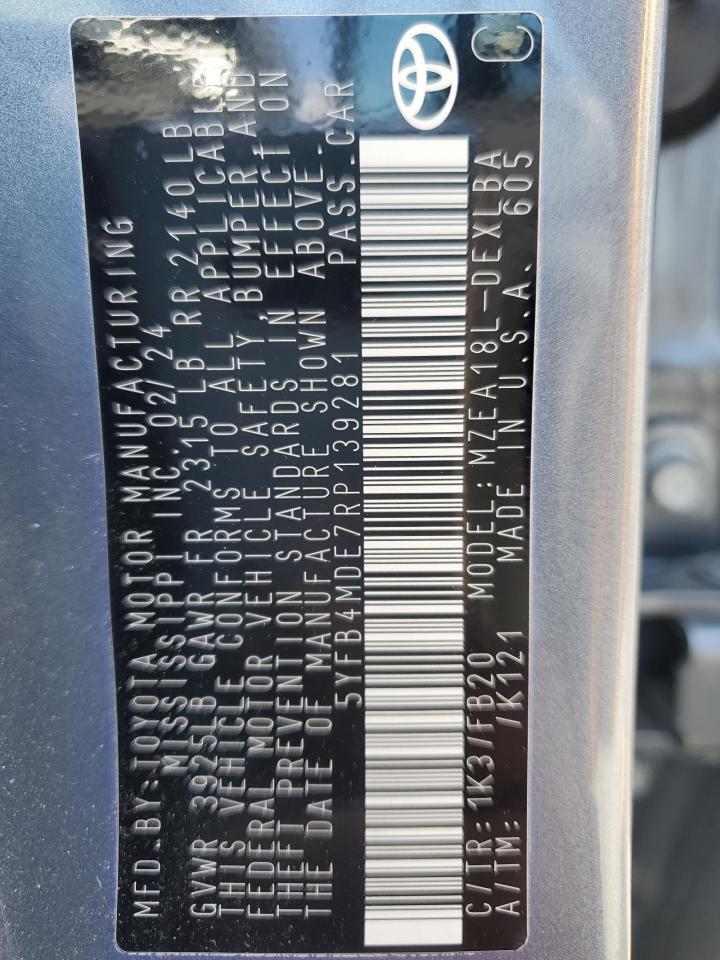 MFD.BY: TOYOTA MOTOR MANUFACTURING
MISSISSIPPI INC. 02/24
GVWR 3925LB GAWR FR 2315 LB RR 2140LB
THIS VEHICLE CONFORMS TO ALL APPLICABLE
FEDERAL MOTOR VEHICLE SAFETY, BUMPER AND
THEFT PREVENTION STANDARDS IN EFFECT ON
THE DATE OF MANUFACTURE SHOWN ABOVE.
5YFB4MDE7RP139281 PASS.CAR
C/TR: 1K3/FB20 MODEL: MZEA18L-DEXLBA
A/TM: /K121 MADE IN U.S.A. 605
C